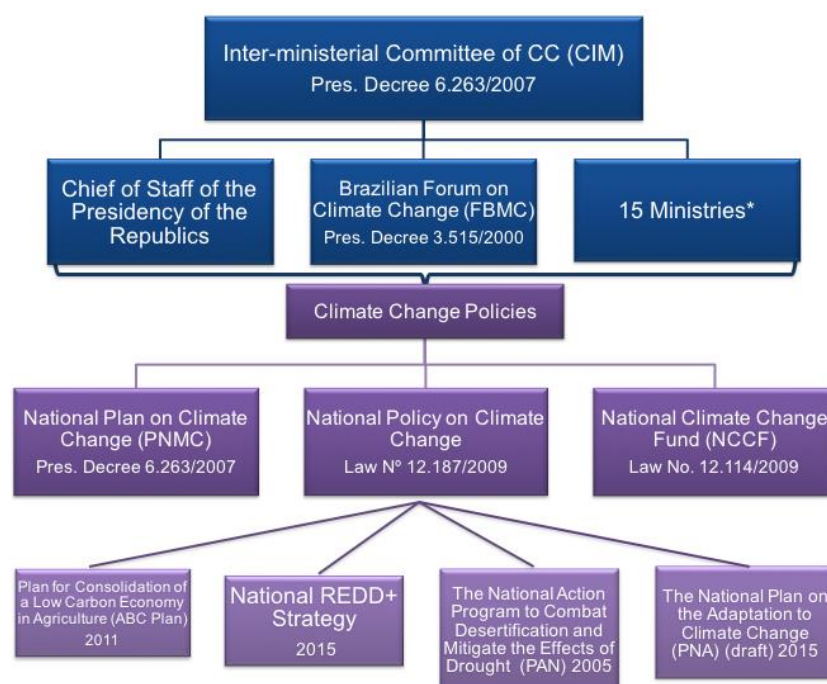 Inter-ministerial Committee of CC (CIM)
Pres. Decree 6.263/2007
Chief of Staff of the
Presidency of the
Republics
Brazilian Forum on
Climate Change (FBMC)
Pres. Decree 3.515/2000
15 Ministries*
Climate Change Policies
National Plan on Climate
Change (PNMC)
Pres. Decree 6.263/2007
National Policy on Climate
Change
Law Nº 12.187/2009
National Climate Change
Fund (NCCF)
Law No. 12.114/2009
Plan for Consolidation of
a Low Carbon Economy
in Agriculture (ABC Plan)
2011
National REDD+
Strategy
2015
The National Action
Program to Combat
Desertification and
Mitigate the Effects of
Drought (PAN) 2005
The National Plan on
the Adaptation to
Climate Change
(PNA) (draft) 2015